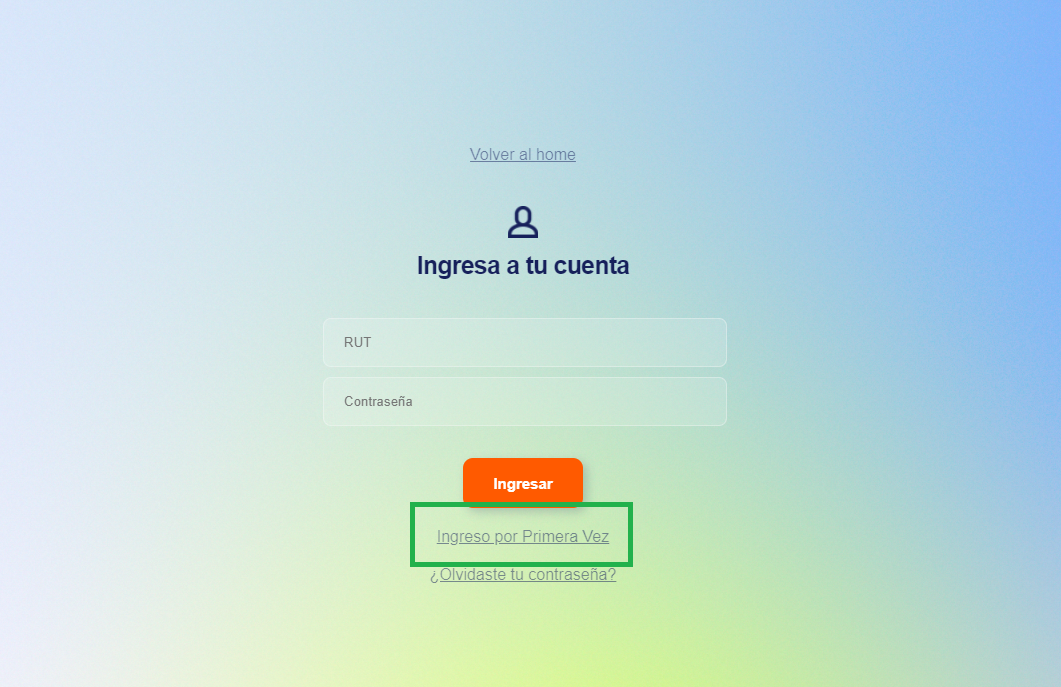 Volver al home
Ingresa a tu cuenta
RUT
Contraseña
Ingresar
Ingreso por Primera Vez
¿Olvidaste tu contraseña?